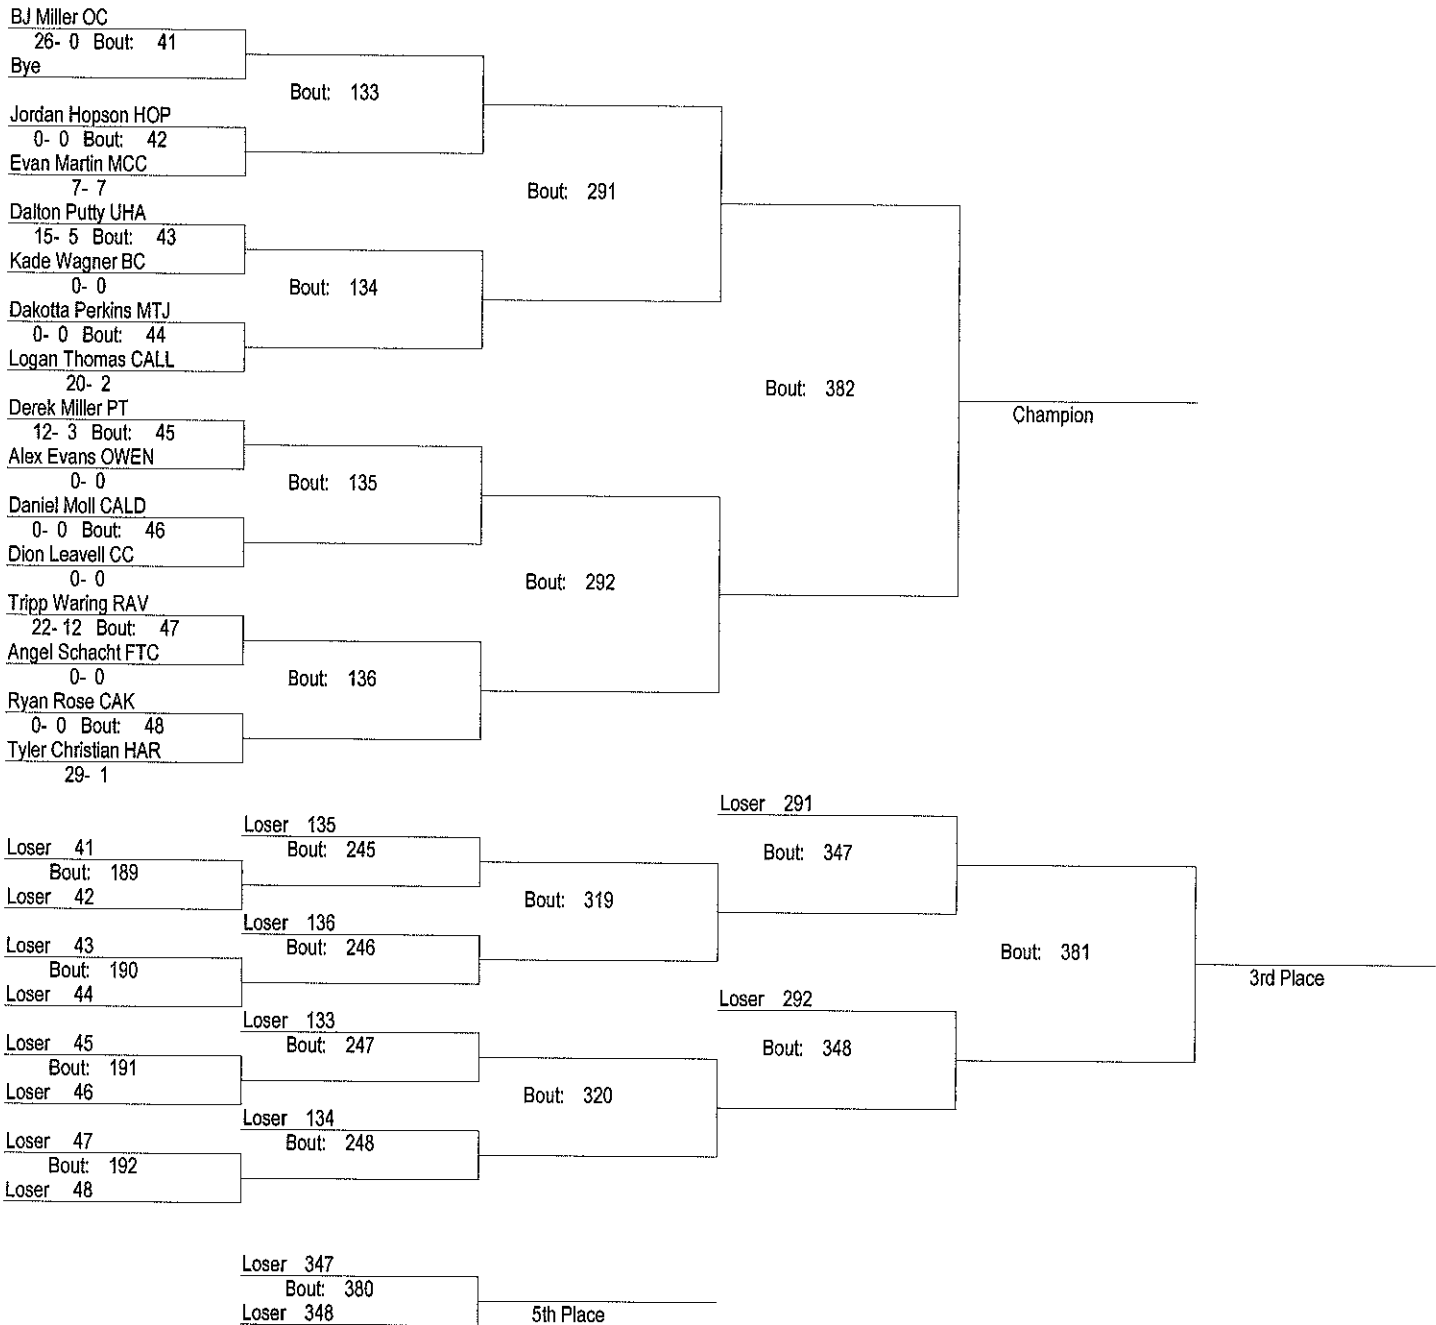 BJ Miller OC
26- 0 Bout: 41
Bye
Bout: 133
Jordan Hopson HOP
0- 0 Bout: 42
Evan Martin MCC
7- 7
Bout: 291
Dalton Putty UHA
15- 5 Bout: 43
Kade Wagner BC
0- 0
Bout: 134
Dakotta Perkins MTJ
0- 0 Bout: 44
Logan Thomas CALL
20- 2
Bout: 382
Champion
Derek Miller PT
12- 3 Bout: 45
Alex Evans OWEN
0- 0
Bout: 135
Daniel Moll CALD
0- 0 Bout: 46
Dion Leavell CC
0- 0
Bout: 292
Tripp Waring RAV
22- 12 Bout: 47
Angel Schacht FTC
0- 0
Bout: 136
Ryan Rose CAK
0- 0 Bout: 48
Tyler Christian HAR
29- 1
Loser 291
Loser 135
Loser 41
Bout: 245
Bout: 347
Bout: 189
Loser 42
Bout: 319
Loser 136
Loser 43
Bout: 246
Bout: 381
Bout: 190
3rd Place
Loser 44
Loser 292
Loser 133
Loser 45
Bout: 247
Bout: 348
Bout: 191
Loser 46
Bout: 320
Loser 134
Loser 47
Bout: 248
Bout: 192
Loser 48
Loser 347
Bout: 380
Loser 348
5th Place